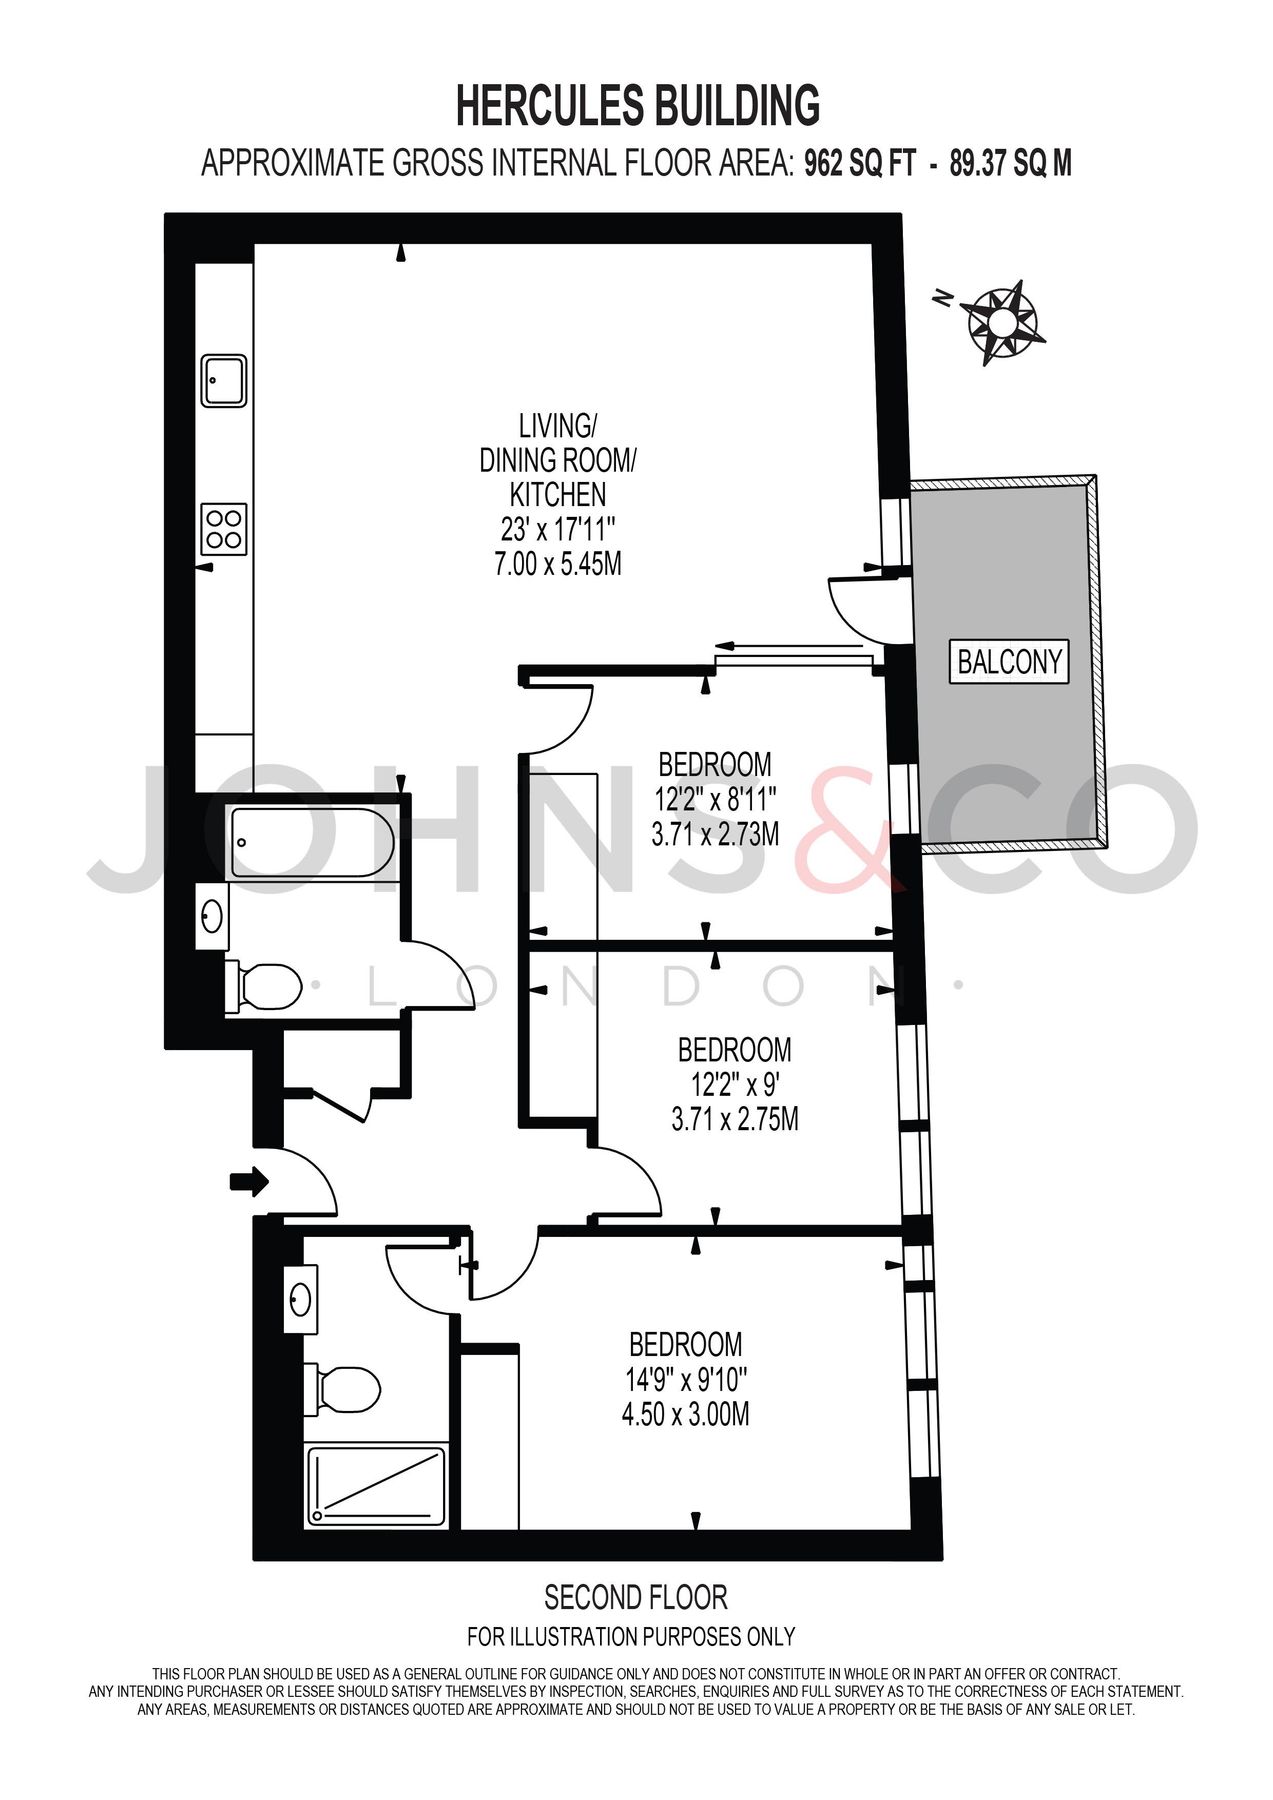 HERCULES BUILDING
APPROXIMATE GROSS INTERNAL FLOOR AREA: 962 SQ FT - 89.37 SQ M
N
LIVING/
DINING ROOM/
KITCHEN
23' x 17'11"
7.00 x 5.45M
BALCONY
BEDROOM
12'2" x 8'11"
3.71 x 2.73M
JOHNS&CO
· LONDON ·
BEDROOM
12'2" x 9'
3.71 x 2.75M
BEDROOM
14'9" x 9'10"
4.50 x 3.00M
SECOND FLOOR
FOR ILLUSTRATION PURPOSES ONLY
THIS FLOOR PLAN SHOULD BE USED AS A GENERAL OUTLINE FOR GUIDANCE ONLY AND DOES NOT CONSTITUTE IN WHOLE OR IN PART AN OFFER OR CONTRACT.
ANY INTENDING PURCHASER OR LESSEE SHOULD SATISFY THEMSELVES BY INSPECTION, SEARCHES, ENQUIRIES AND FULL SURVEY AS TO THE CORRECTNESS OF EACH STATEMENT.
ANY AREAS, MEASUREMENTS OR DISTANCES QUOTED ARE APPROXIMATE AND SHOULD NOT BE USED TO VALUE A PROPERTY OR BE THE BASIS OF ANY SALE OR LET.